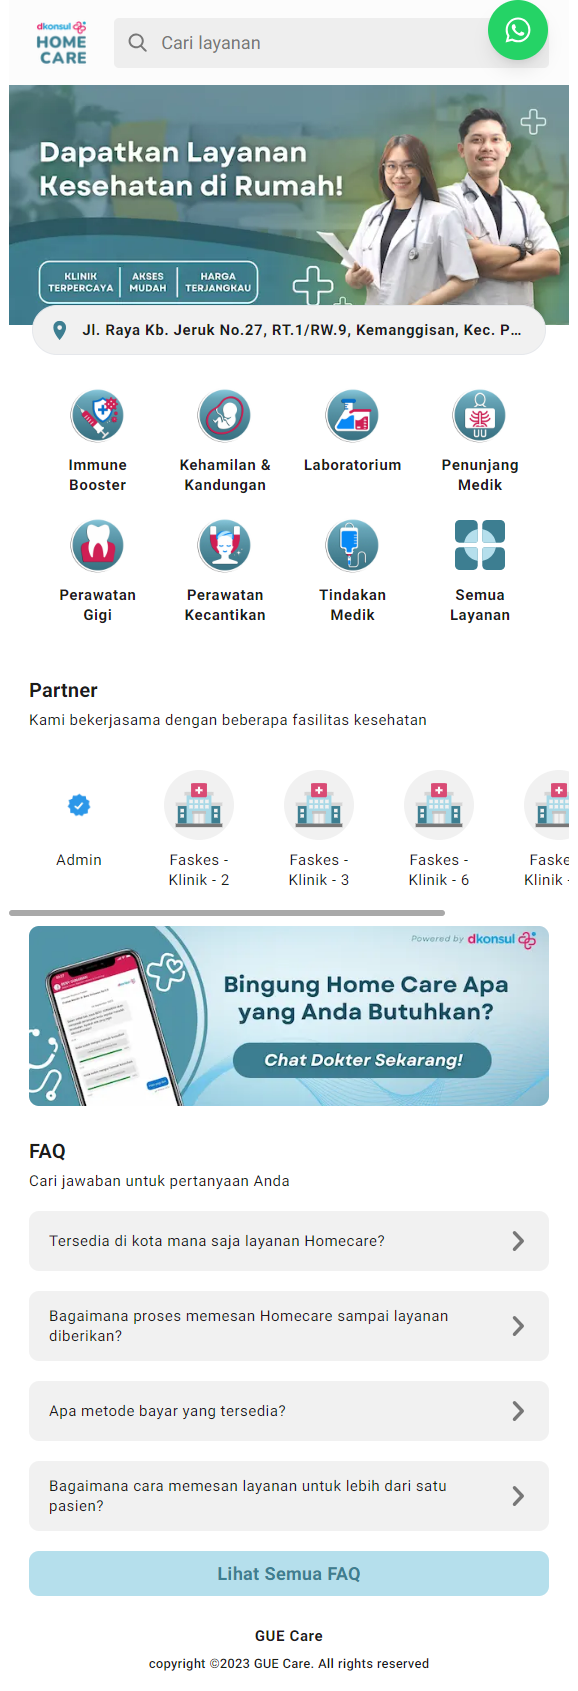 dkonsul
HOME
CARE
Cari layanan
Dapatkan Layanan
Kesehatan di Rumah!
KLINIK
TERPERCAYA
AKSES
MUDAH
HARGA
TERJANGKAU
Jl. Raya Kb. Jeruk No.27, RT.1/RW.9, Kemanggisan, Kec. P...
Immune
Booster
Kehamilan &
Kandungan
Laboratorium
Penunjang
Medik
Perawatan
Gigi
Perawatan
Kecantikan
Tindakan
Medik
Semua
Layanan
Partner
Kami bekerjasama dengan beberapa fasilitas kesehatan
Admin
Faskes -
Klinik - 2
Faskes -
Klinik - 3
Faskes -
Klinik - 6
Faske
Klinik -
Powered by dkonsul
Bingung Home Care Apa
yang Anda Butuhkan?
Chat Dokter Sekarang!
FAQ
Cari jawaban untuk pertanyaan Anda
Tersedia di kota mana saja layanan Homecare?
Bagaimana proses memesan Homecare sampai layanan
diberikan?
Apa metode bayar yang tersedia?
Bagaimana cara memesan layanan untuk lebih dari satu
pasien?
Lihat Semua FAQ
GUE Care
copyright ©2023 GUE Care. All rights reserved